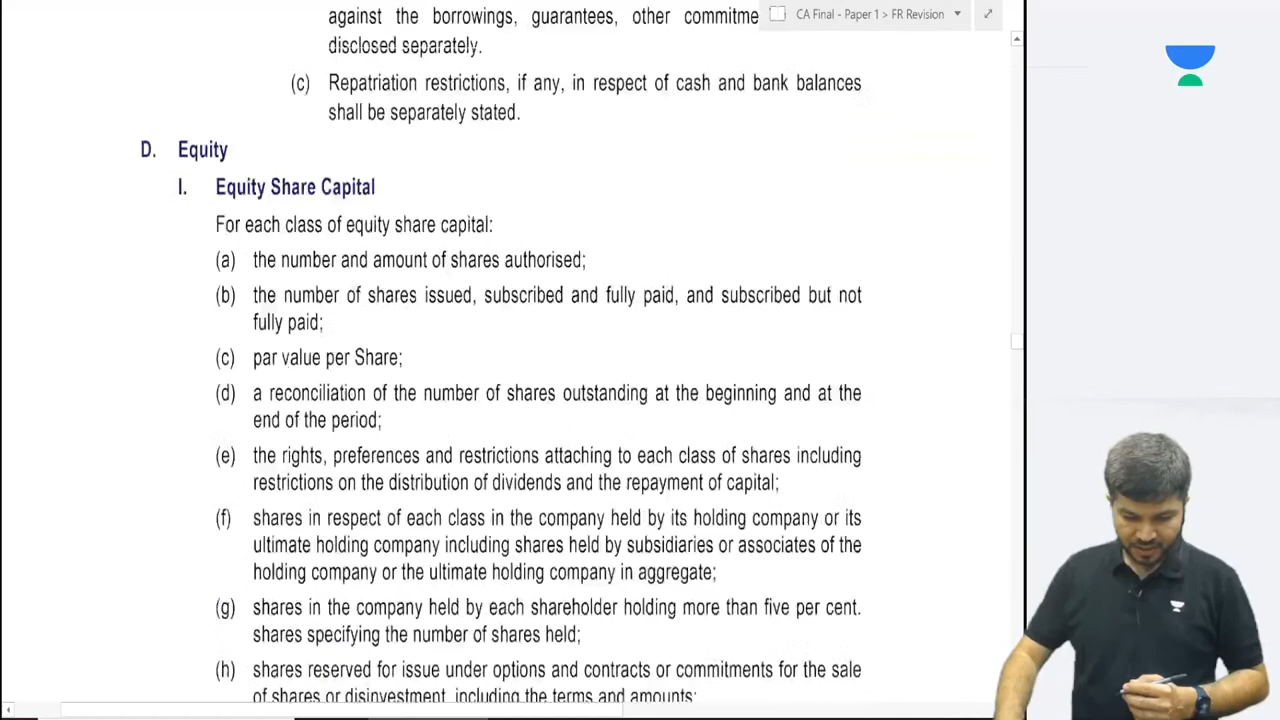 against the borrowings, guarantees, other
CA Final - Paper 1 > FR Revision
disclosed separately.
(c) Repatriation restrictions, if any, in respect of cash and bank balances
shall be separately stated.
D. Equity
I. Equity Share Capital
For each class of equity share capital:
(a) the number and amount of shares authorised;
(b) the number of shares issued, subscribed and fully paid, and subscribed but not
fully paid;
(c) par value per Share;
(d) a reconciliation of the number of shares outstanding at the beginning and at the
end of the period;
(e) the rights, preferences and restrictions attaching to each class of shares including
restrictions on the distribution of dividends and the repayment of capital;
(f) shares in respect of each class in the company held by its holding company or its
ultimate holding company including shares held by subsidiaries or associates of the
holding company or the ultimate holding company in aggregate;
(g) shares in the company held by each shareholder holding more than five per cent.
shares specifying the number of shares held;
(h) shares reserved for issue under options and contracts or commitments for the sale
of shares or disinvestment, including the terms and amounts;